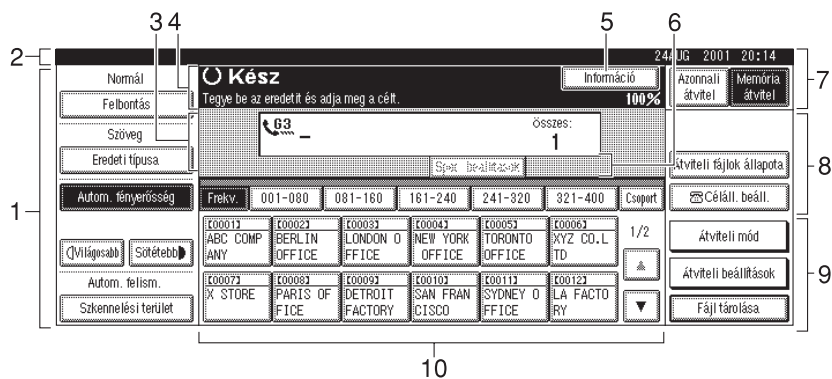 3 4 5 6
2 24AUG 2001 20:14
1
Normál
Felbontás
Szöveg
Eredeti típusa
Autom. fényerősség
Világosabb Sötétebb
Autom. felism.
Szkennelési terület
Kész
Információ
Tegye be az eredetit és adja meg a célt.
100%
G3 _ összes:
1
Frekv. 001-080 081-160 161-240 241-320 321-400 Csoport
[0001] [0002] [0003] [0004] [0005] [0006]
ABC COMP BERLIN LONDON O NEW YORK TORONTO XYZ CO.L
ANY OFFICE FFICE OFFICE OFFICE TD
1/2
[0007] [0008] [0009] [0010] [0011] [0012]
X STORE PARIS OF DETROIT SAN FRAN SYDNEY O LA FACTO
FICE FACTORY CISCO FFICE RY
Azonnali Memória
átvitel átvitel
7
Átviteli fájlok állapota
8
Céláll. beáll.
Átviteli mód
Átviteli beállítások
9
Fájl tárolása
10